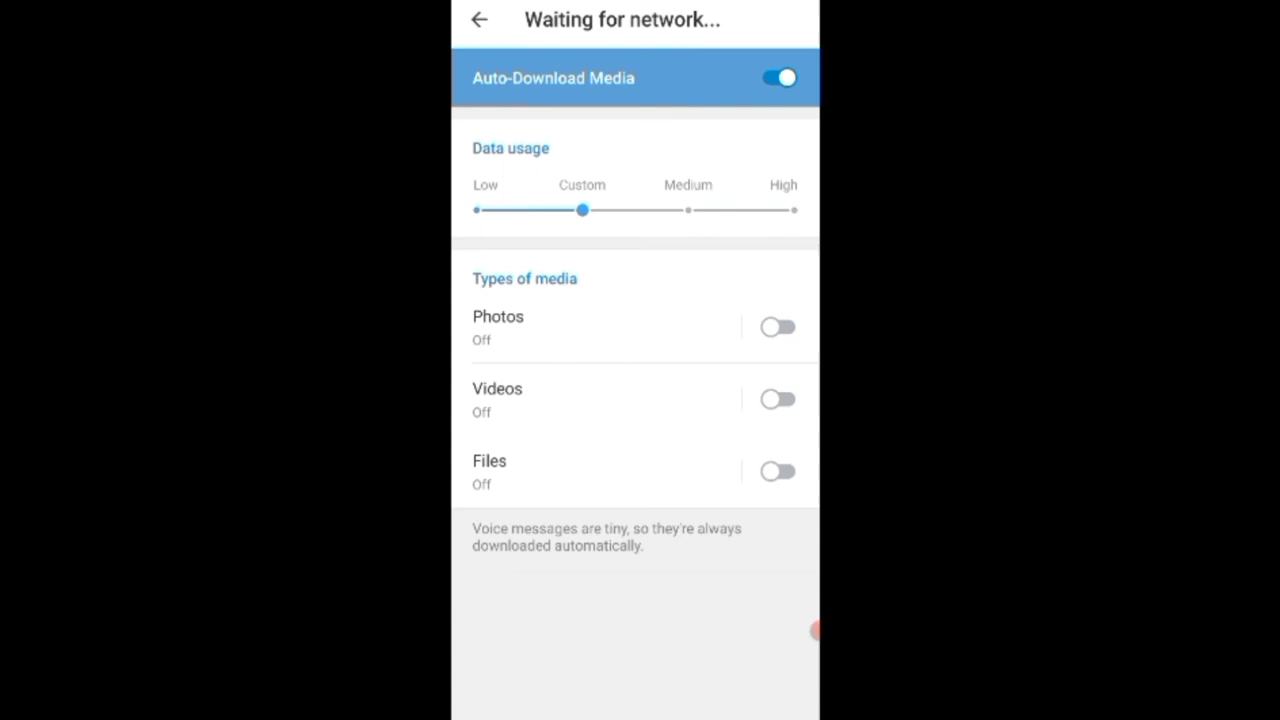 Waiting for network...
Auto-Download Media
Data usage
Low Custom Medium High
Types of media
Photos
Off
Videos
Off
Files
Off
Voice messages are tiny, so they're always
downloaded automatically.